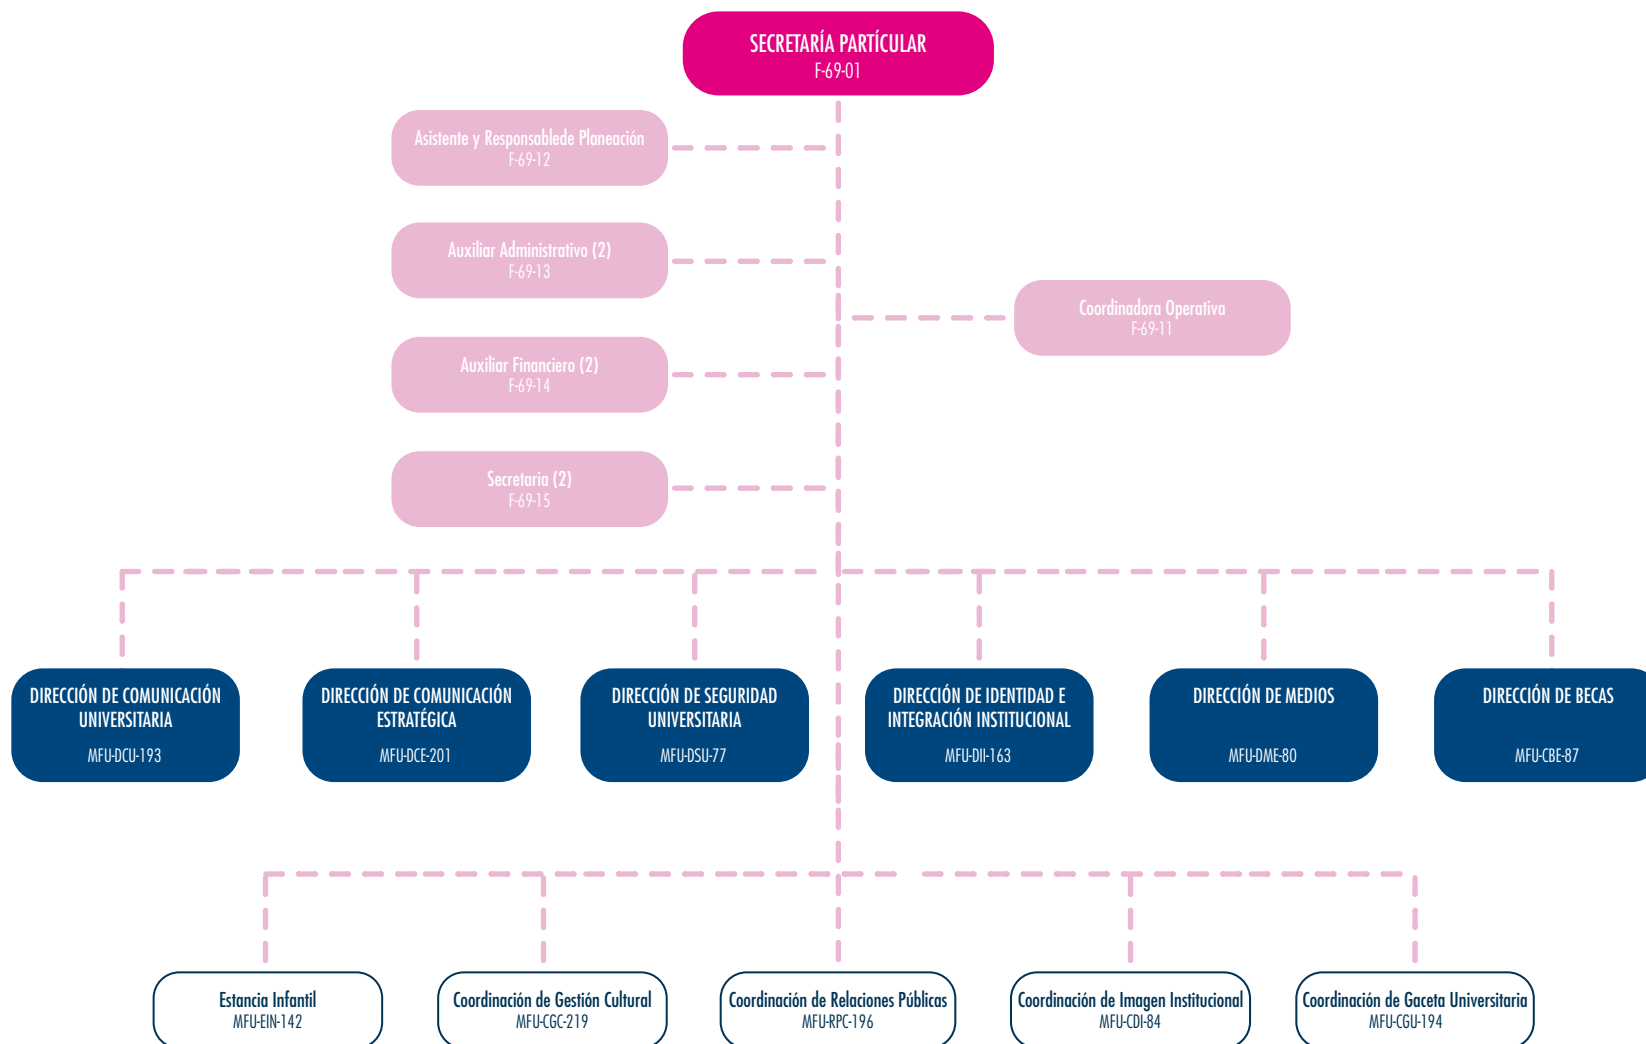 SECRETARÍA PARTÍCULAR
F-69-01
Asistente y Responsablede Planeación
F-69-12
Auxiliar Administrativo (2)
F-69-13
Coordinadora Operativa
F-69-11
Auxiliar Financiero (2)
F-69-14
Secretaria (2)
F-69-15
DIRECCIÓN DE COMUNICACIÓN
UNIVERSITARIA
MFU-DCU-193
DIRECCIÓN DE COMUNICACIÓN
ESTRATÉGICA
MFU-DCE-201
DIRECCIÓN DE SEGURIDAD
UNIVERSITARIA
MFU-DSU-77
DIRECCIÓN DE IDENTIDAD E
INTEGRACIÓN INSTITUCIONAL
MFU-DII-163
DIRECCIÓN DE MEDIOS
MFU-DME-80
DIRECCIÓN DE BECAS
MFU-CBE-87
Estancia Infantil
MFU-EIN-142
Coordinación de Gestión Cultural
MFU-CGC-219
Coordinación de Relaciones Públicas
MFU-RPC-196
Coordinación de Imagen Institucional
MFU-CDI-84
Coordinación de Gaceta Universitaria
MFU-CGU-194